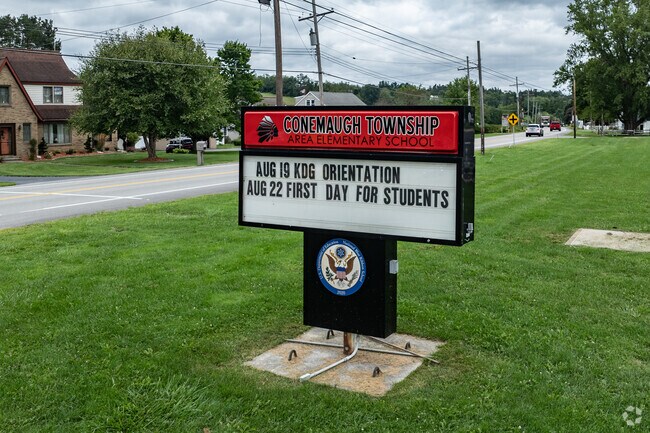 CONEMAUGH TOWNSHIP
AREA ELEMENTARY SCHOOL
AUG 19 KDG ORIENTATION
AUG 22 FIRST DAY FOR STUDENTS